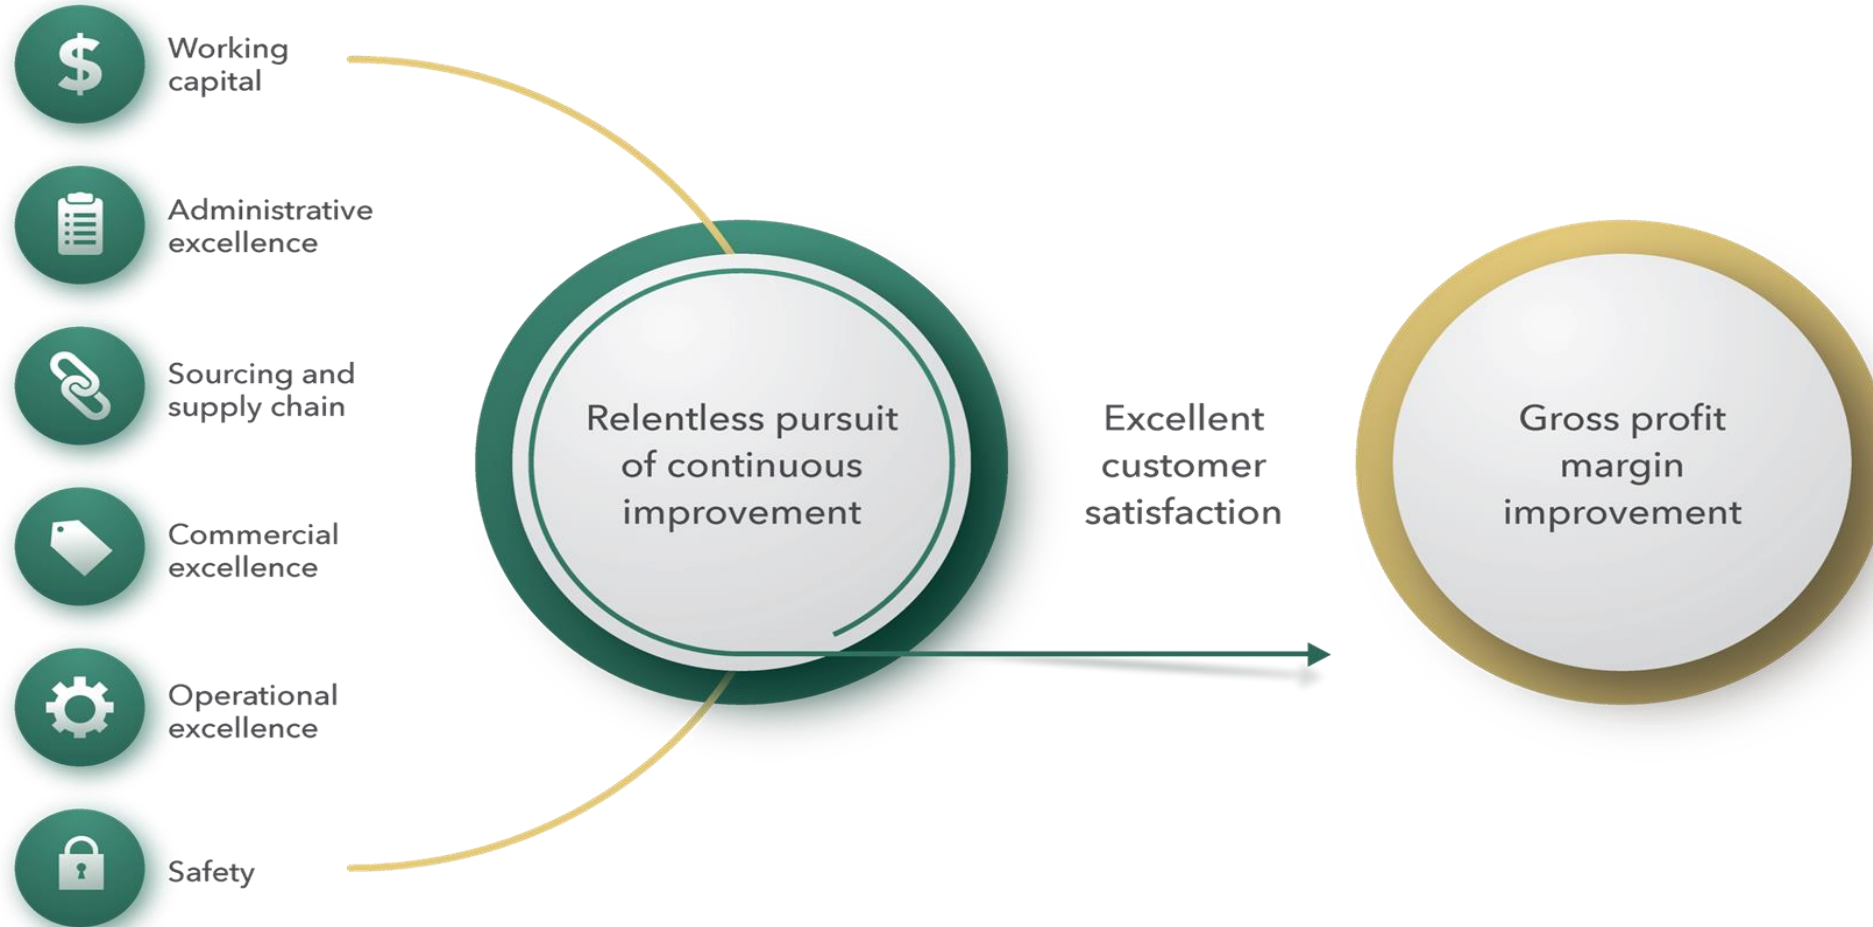 $
Working
capital
Administrative
excellence
Sourcing and
supply chain
Commercial
excellence
Operational
excellence
Safety
Relentless pursuit
of continuous
improvement
Excellent
customer
satisfaction
Gross profit
margin
improvement